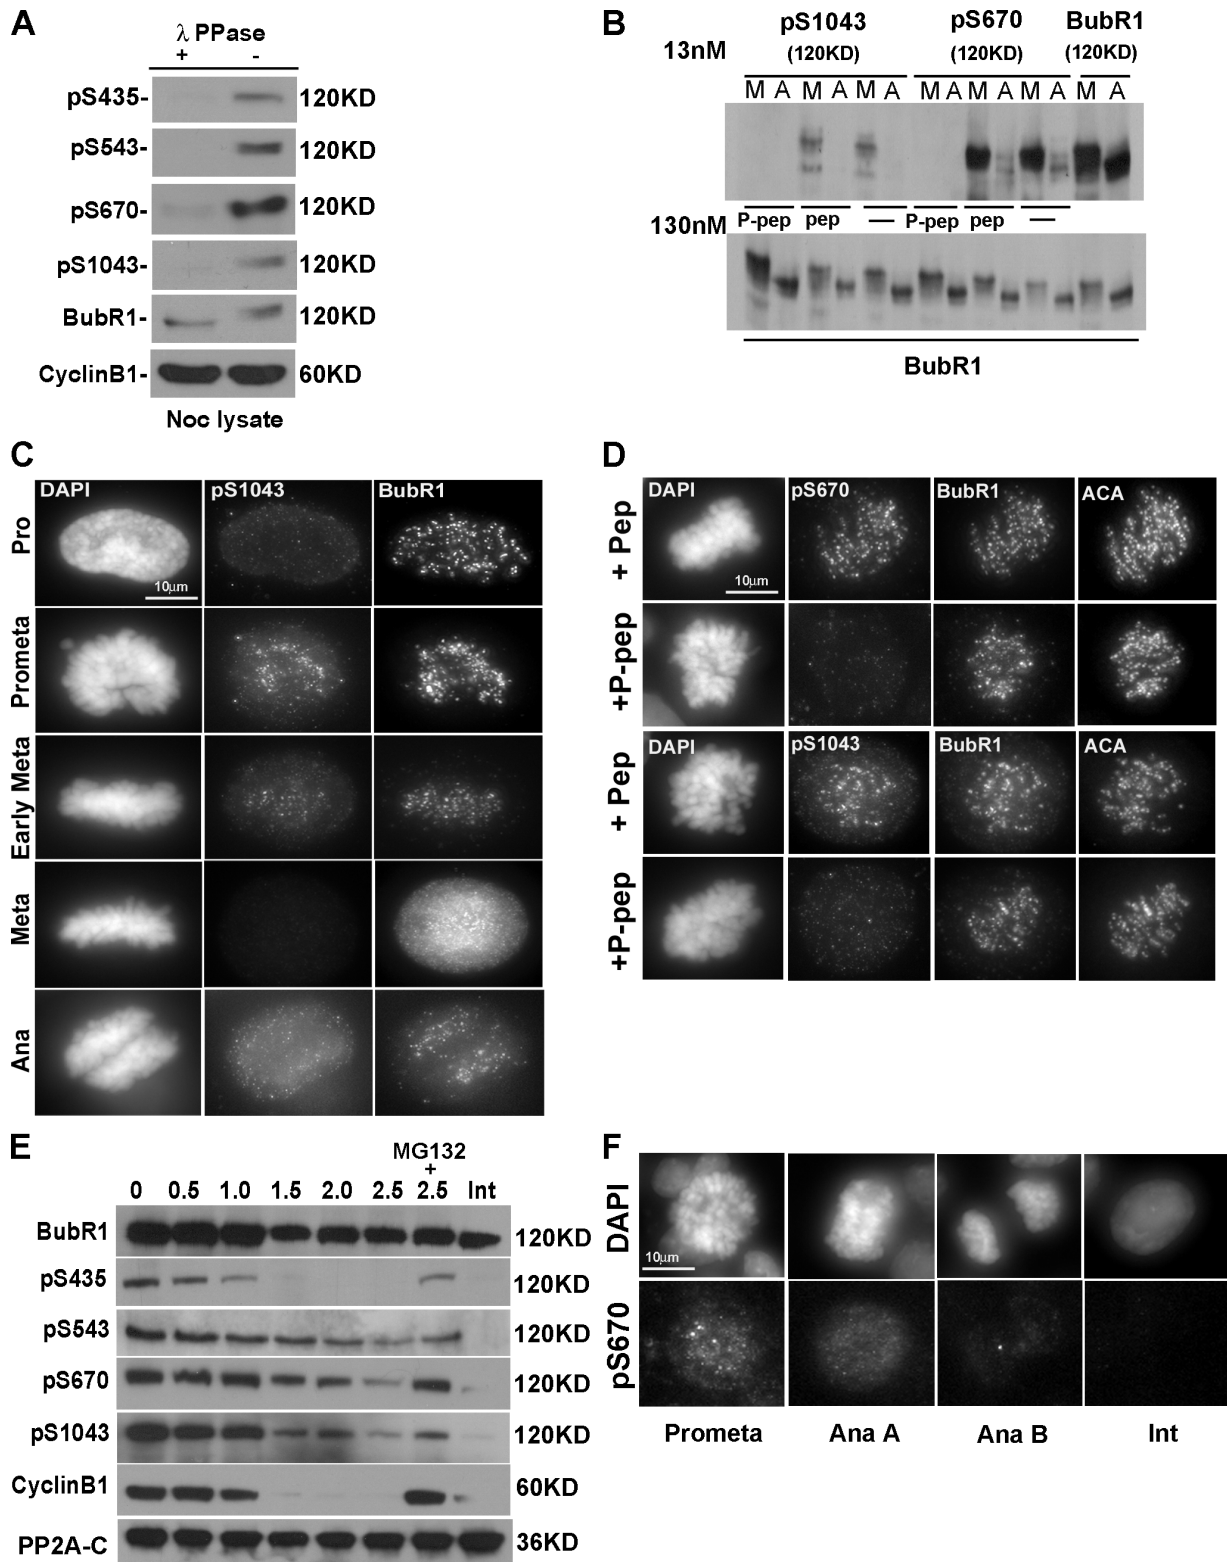 A
λ PPase
+ -
pS435- 120KD
pS543- 120KD
pS670- 120KD
pS1043- 120KD
BubR1- 120KD
CyclinB1- 60KD
Noc lysate
B
pS1043 pS670 BubR1
13nM (120KD) (120KD) (120KD)
M A M A M A M A M A M A M A
P-pep pep — P-pep pep —
130nM
BubR1
C
DAPI pS1043 BubR1
Pro
10µm
Prometa
Early Meta
Meta
Ana
D
DAPI pS670 BubR1 ACA
+ Pep
10µm
+P-pep
DAPI pS1043 BubR1 ACA
+ Pep
+P-pep
E
MG132
+
0 0.5 1.0 1.5 2.0 2.5 2.5 Int
BubR1 120KD
pS435 120KD
pS543 120KD
pS670 120KD
pS1043 120KD
CyclinB1 60KD
PP2A-C 36KD
F
DAPI
10µm
pS670
Prometa Ana A Ana B Int